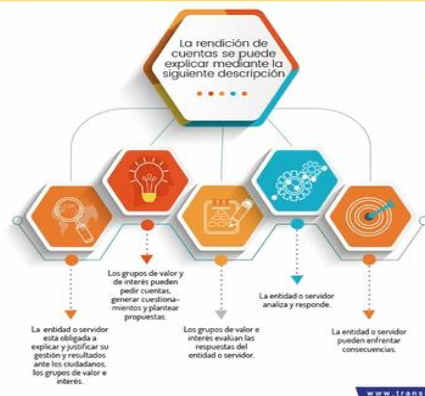 La rendición de
cuentas se puede
explicar mediante la
siguiente descripción
La entidad o servidor
está obligada a
explicar y justificar su
gestión y resultados
ante los ciudadanos,
los grupos de valor e
interés.
Los grupos de valor y
de interés pueden
pedir cuentas,
generar cuestiona-
mientos y plantear
propuestas.
Los grupos de valor e
interés evalúan las
respuestas del
entidad o servidor.
La entidad o servidor
analiza y responde.
La entidad o servidor
pueden enfrentar
consecuencias.
www.trans